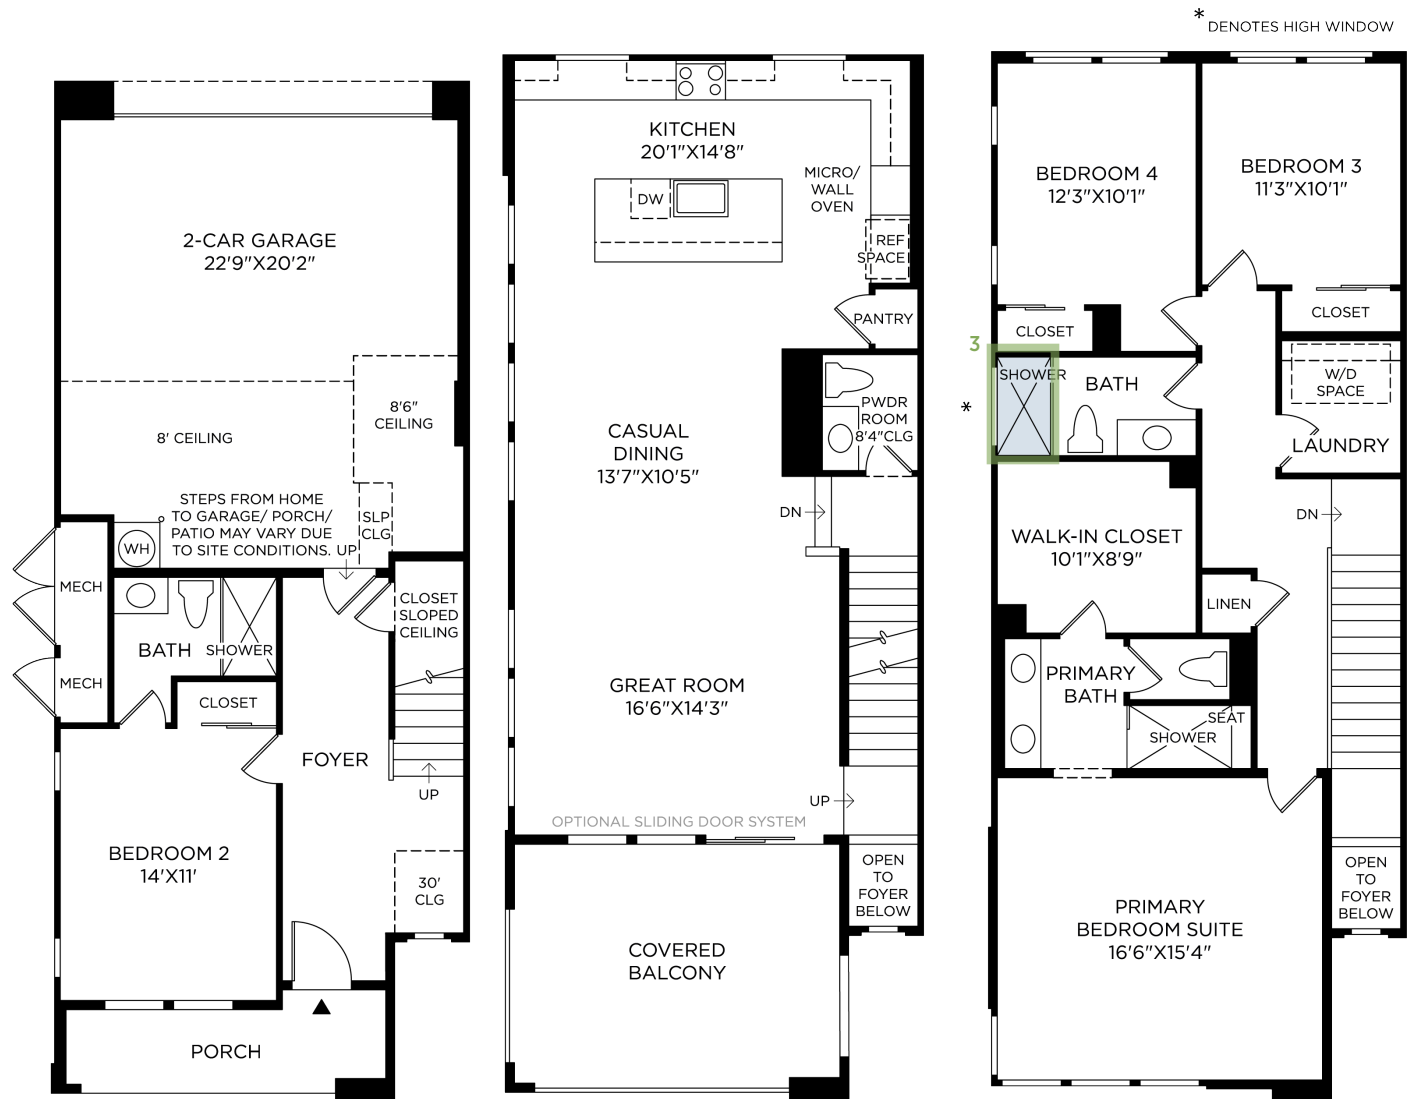 *
DENOTES HIGH WINDOW
2-CAR GARAGE
22'9"X20'2"
8'6"
CEILING
8' CEILING
STEPS FROM HOME
TO GARAGE/ PORCH/
PATIO MAY VARY DUE
TO SITE CONDITIONS.
UP
SLP
CLG
WH
MECH
MECH
BATH
SHOWER
CLOSET
SLOPED
CEILING
CLOSET
FOYER
UP
BEDROOM 2
14'X11'
30'
CLG
PORCH
KITCHEN
20'1"X14'8"
MICRO/
WALL
OVEN
DW
REF
SPACE
PANTRY
PWDR
ROOM
8'4"CLG
CASUAL
DINING
13'7"X10'5"
DN
GREAT ROOM
16'6"X14'3"
UP
OPTIONAL SLIDING DOOR SYSTEM
OPEN
TO
FOYER
BELOW
COVERED
BALCONY
BEDROOM 4
12'3"X10'1"
BEDROOM 3
11'3"X10'1"
CLOSET
CLOSET
3
SHOWER
BATH
*
W/D
SPACE
LAUNDRY
DN
WALK-IN CLOSET
10'1"X8'9"
LINEN
PRIMARY
BATH
SEAT
SHOWER
PRIMARY
BEDROOM SUITE
16'6"X15'4"
OPEN
TO
FOYER
BELOW